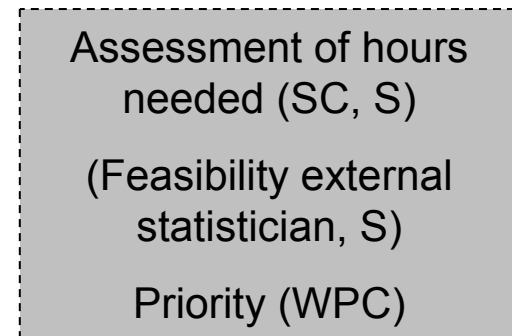 Assessment of hours
needed (SC, S)
(Feasibility external
statistician, S)
Priority (WPC)